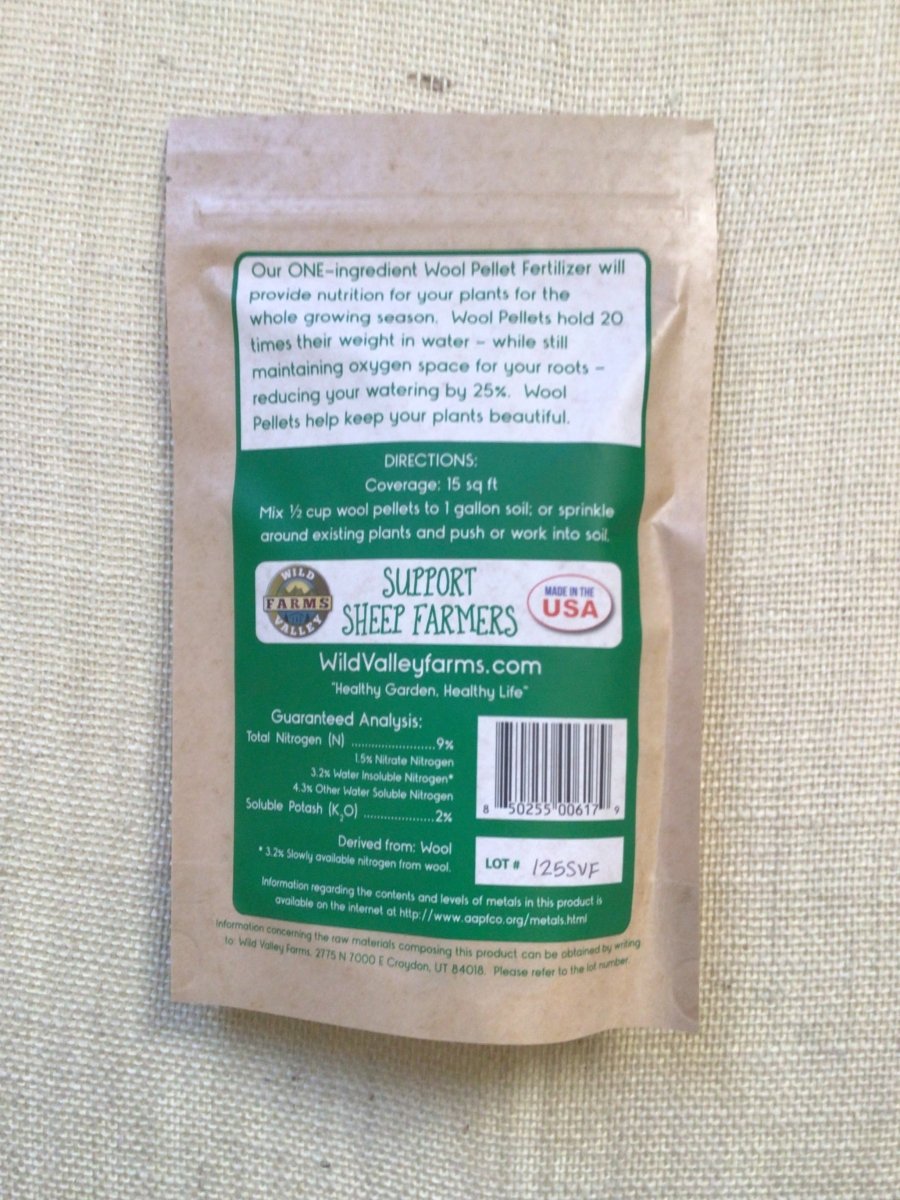 Our ONE-ingredient Wool Pellet Fertilizer will
provide nutrition for your plants for the
whole growing season. Wool Pellets hold 20
times their weight in water - while still
maintaining oxygen space for your roots -
reducing your watering by 25%. Wool
Pellets help keep your plants beautiful.
DIRECTIONS:
Coverage: 15 sq ft
Mix ½ cup wool pellets to 1 gallon soil; or sprinkle
around existing plants and push or work into soil.
WILD
FARMS
VALLEY
SUPPORT
SHEEP FARMERS
MADE IN THE
USA
WildValleyfarms.com
"Healthy Garden, Healthy Life"
Guaranteed Analysis:
Total Nitrogen (N) ........................9%
1.5% Nitrate Nitrogen
3.2% Water Insoluble Nitrogen*
4.3% Other Water Soluble Nitrogen
Soluble Potash (K₂O) ...................2%
Derived from: Wool
* 3.2% Slowly available nitrogen from wool.
8 50255 00617 9
LOT # 125SVF
Information regarding the contents and levels of metals in this product is
available on the internet at http://www.aapfco.org/metals.html
Information concerning the raw materials composing this product can be obtained by writing
to: Wild Valley Farms, 2775 N 7000 E Croydon, UT 84018. Please refer to the lot number.